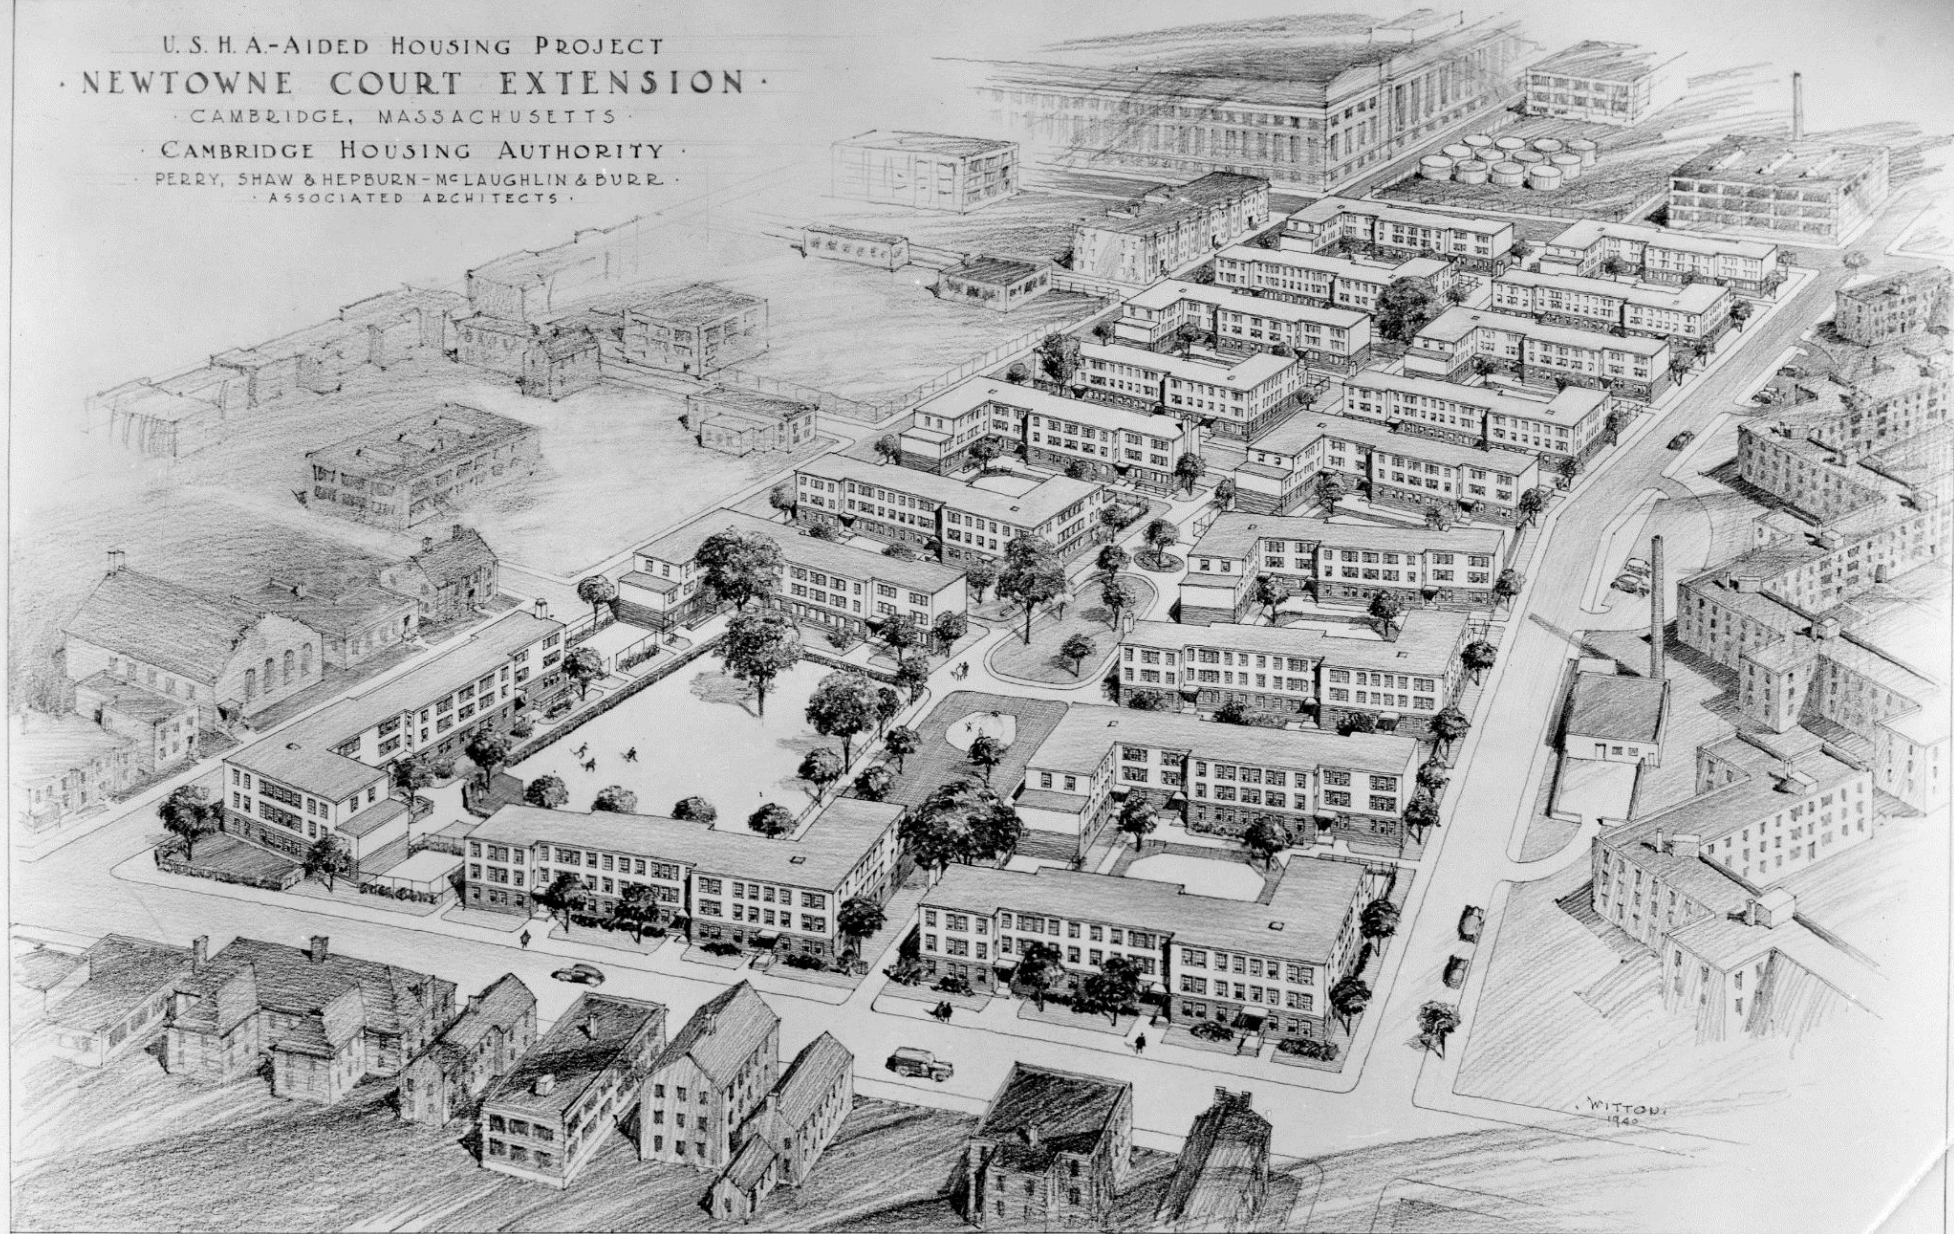 U. S. H. A.-AIDED HOUSING PROJECT
· NEWTOWNE COURT EXTENSION ·
· CAMBRIDGE, MASSACHUSETTS ·
· CAMBRIDGE HOUSING AUTHORITY ·
· PERRY, SHAW & HEPBURN-McLAUGHLIN & BURR ·
· ASSOCIATED ARCHITECTS ·
· WITTON ·
1940